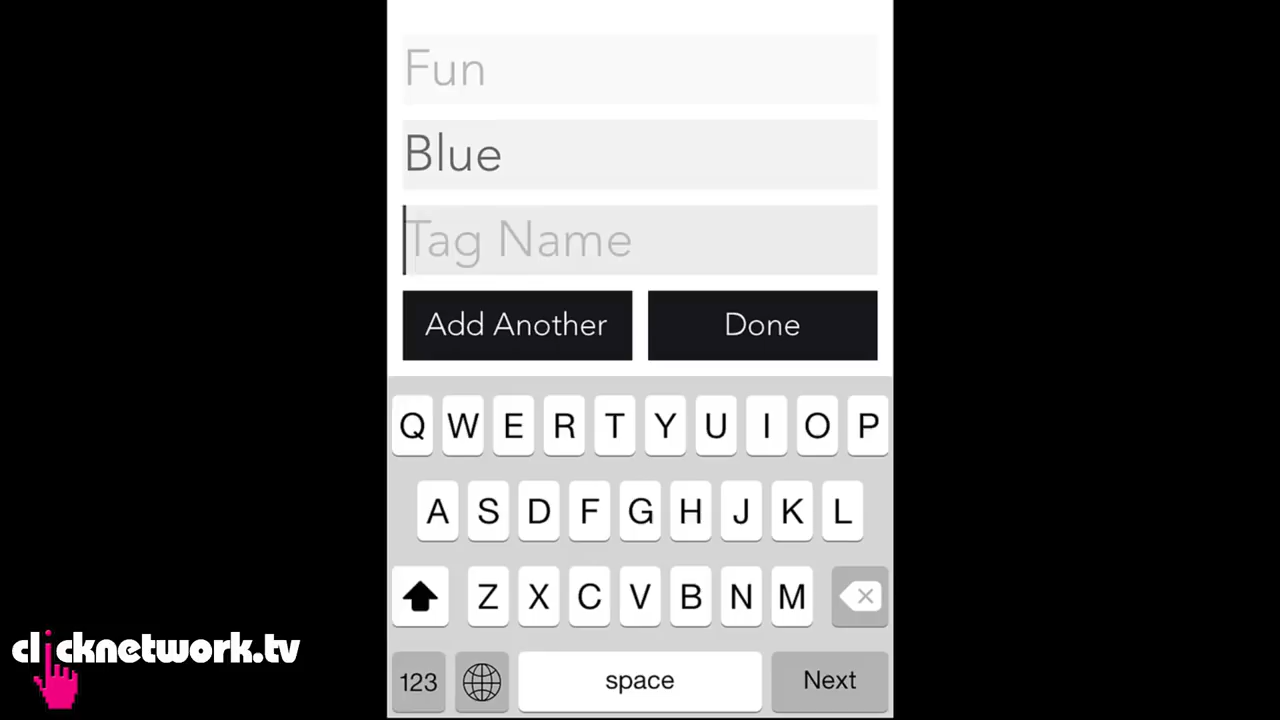 Fun
Blue
Tag Name
Add Another Done
Q W E R T Y U I O P
A S D F G H J K L
Z X C V B N M
123 space Next
clicknetwork.tv